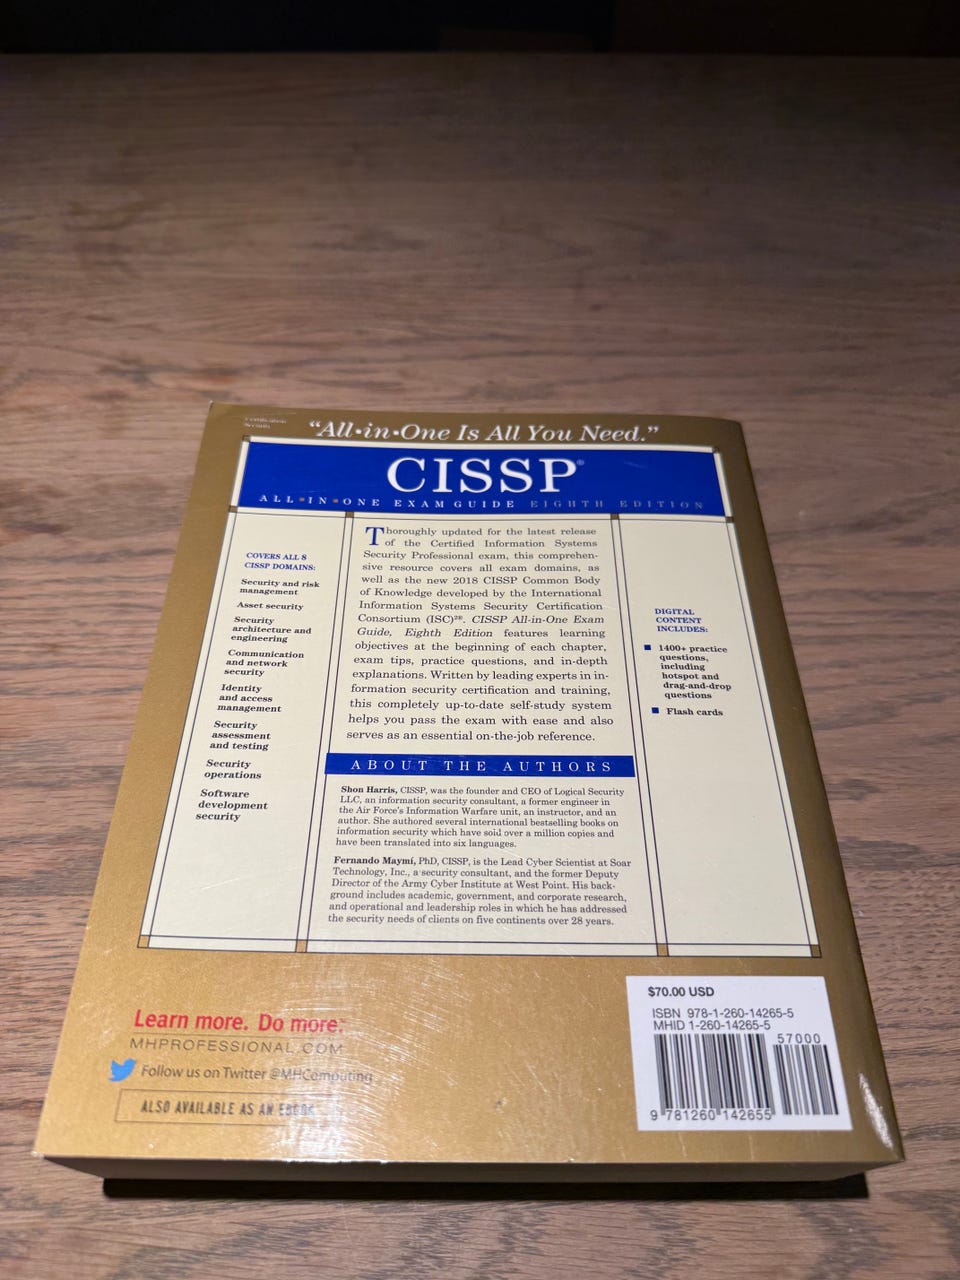 Certification
Security
“All-in-One Is All You Need.”
CISSP®
ALL▪IN▪ONE EXAM GUIDE EIGHTH EDITION
COVERS ALL 8
CISSP DOMAINS:
Security and risk
management
Asset security
Security
architecture and
engineering
Communication
and network
security
Identity
and access
management
Security
assessment
and testing
Security
operations
Software
development
security
Thoroughly updated for the latest release
of the Certified Information Systems
Security Professional exam, this comprehen-
sive resource covers all exam domains, as
well as the new 2018 CISSP Common Body
of Knowledge developed by the International
Information Systems Security Certification
Consortium (ISC)²®. CISSP All-in-One Exam
Guide, Eighth Edition features learning
objectives at the beginning of each chapter,
exam tips, practice questions, and in-depth
explanations. Written by leading experts in in-
formation security certification and training,
this completely up-to-date self-study system
helps you pass the exam with ease and also
serves as an essential on-the-job reference.
ABOUT THE AUTHORS
Shon Harris, CISSP, was the founder and CEO of Logical Security
LLC, an information security consultant, a former engineer in
the Air Force’s Information Warfare unit, an instructor, and an
author. She authored several international bestselling books on
information security which have sold over a million copies and
have been translated into six languages.
Fernando Maymí, PhD, CISSP, is the Lead Cyber Scientist at Soar
Technology, Inc., a security consultant, and the former Deputy
Director of the Army Cyber Institute at West Point. His back-
ground includes academic, government, and corporate research,
and operational and leadership roles in which he has addressed
the security needs of clients on five continents over 28 years.
DIGITAL
CONTENT
INCLUDES:
■ 1400+ practice
questions,
including
hotspot and
drag-and-drop
questions
■ Flash cards
Learn more. Do more.
MHPROFESSIONAL.COM
Follow us on Twitter @MHComputing
ALSO AVAILABLE AS AN EBOOK
$70.00 USD
ISBN 978-1-260-14265-5
MHID 1-260-14265-5
57000
9 781260 142655